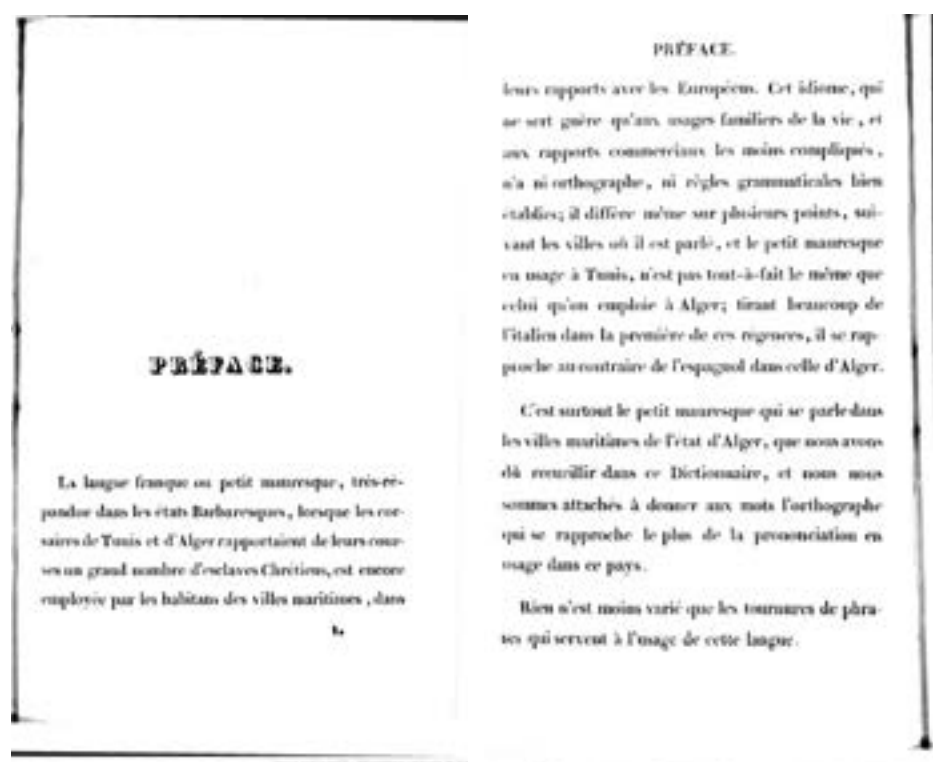 PRÉFACE.
La langue franque ou petit mauresque, très-ré-
pandue dans les états Barbaresques, lorsque les cor-
saires de Tunis et d'Alger rapportaient de leurs cour-
ses un grand nombre d'esclaves Chrétiens, est encore
employée par les habitans des villes maritimes, dans
1.
PRÉFACE.
leurs rapports avec les Européens. Cet idiome, qui
ne sert guère qu'aux usages familiers de la vie, et
aux rapports commerciaux les moins compliqués,
n'a ni orthographe, ni règles grammaticales bien
établies; il diffère même sur plusieurs points, sui-
vant les villes où il est parlé, et le petit mauresque
en usage à Tunis, n'est pas tout-à-fait le même que
celui qu'on emploie à Alger; tirant beaucoup de
l'italien dans la première de ces régences, il se rap-
proche au contraire de l'espagnol dans celle d'Alger.
C'est surtout le petit mauresque qui se parle dans
les villes maritimes de l'état d'Alger, que nous avons
dû recueillir dans ce Dictionnaire, et nous nous
sommes attachés à donner aux mots l'orthographe
qui se rapproche le plus de la prononciation en
usage dans ce pays.
Rien n'est moins varié que les tournures de phra-
ses qui servent à l'usage de cette langue.